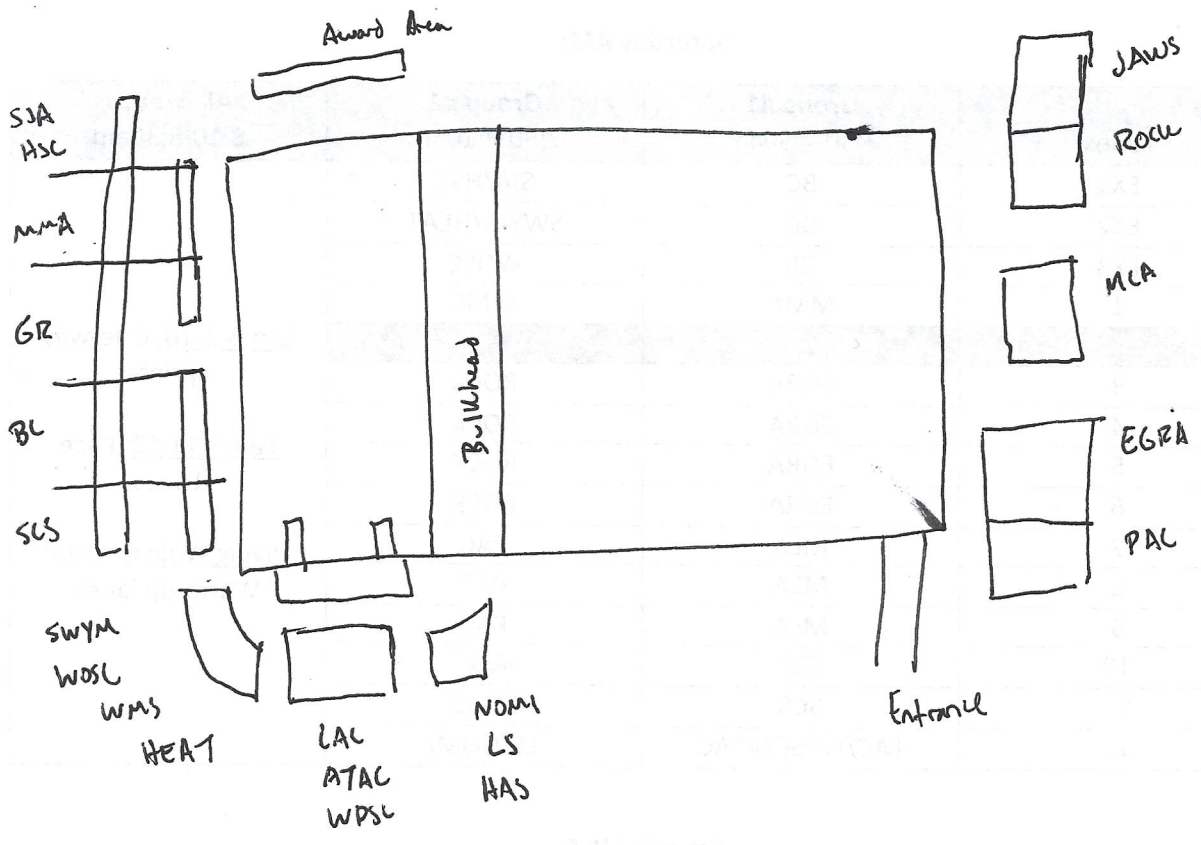 Award Area
JAWS
ROCK
SJA
HSC
MMA
MCA
GR
Bulkhead
BC
EGRA
SCS
PAC
SWYM
WOSC
WMS
HEAT
LAC
ATAC
WPSC
NOMI
LS
HAS
Entrance